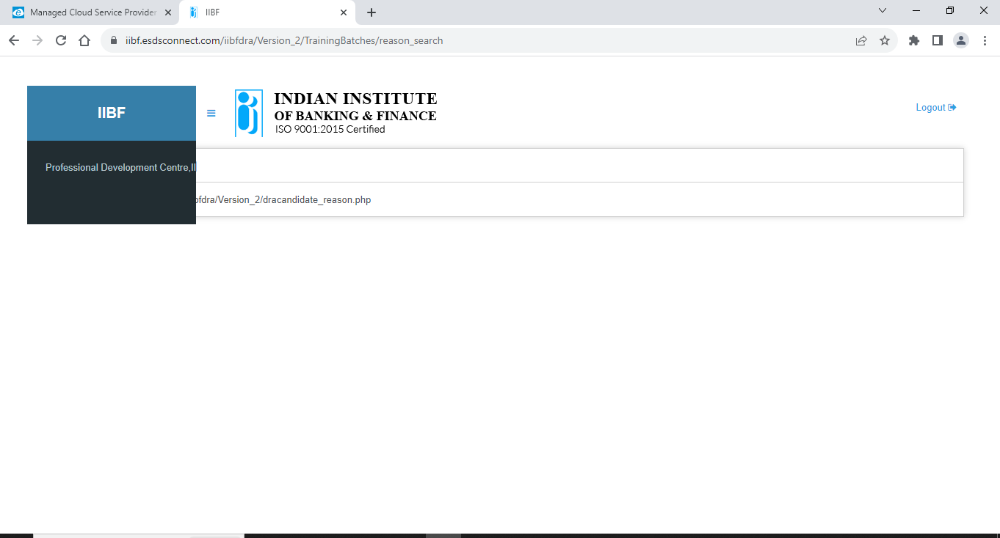 Managed Cloud Service Provider
IIBF
iibf.esdsconnect.com/iibfdra/Version_2/TrainingBatches/reason_search
IIBF
INDIAN INSTITUTE
OF BANKING & FINANCE
ISO 9001:2015 Certified
Logout
Professional Development Centre,II
bfdra/Version_2/dracandidate_reason.php